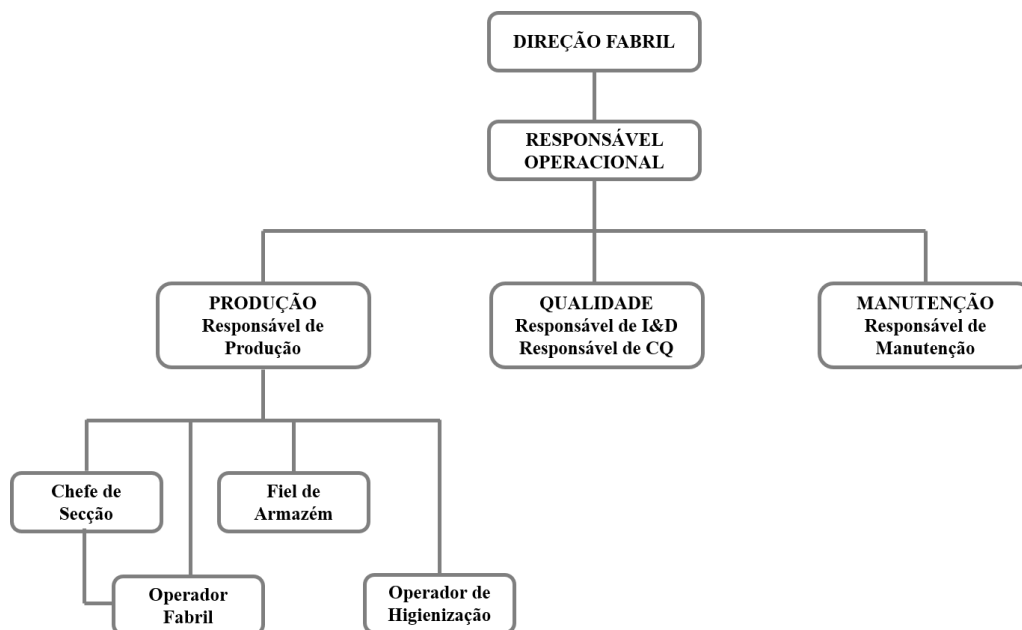 DIREÇÃO FABRIL
RESPONSÁVEL
OPERACIONAL
PRODUÇÃO
Responsável de
Produção
QUALIDADE
Responsável de I&D
Responsável de CQ
MANUTENÇÃO
Responsável de
Manutenção
Chefe de
Secção
Fiel de
Armazém
Operador
Fabril
Operador de
Higienização